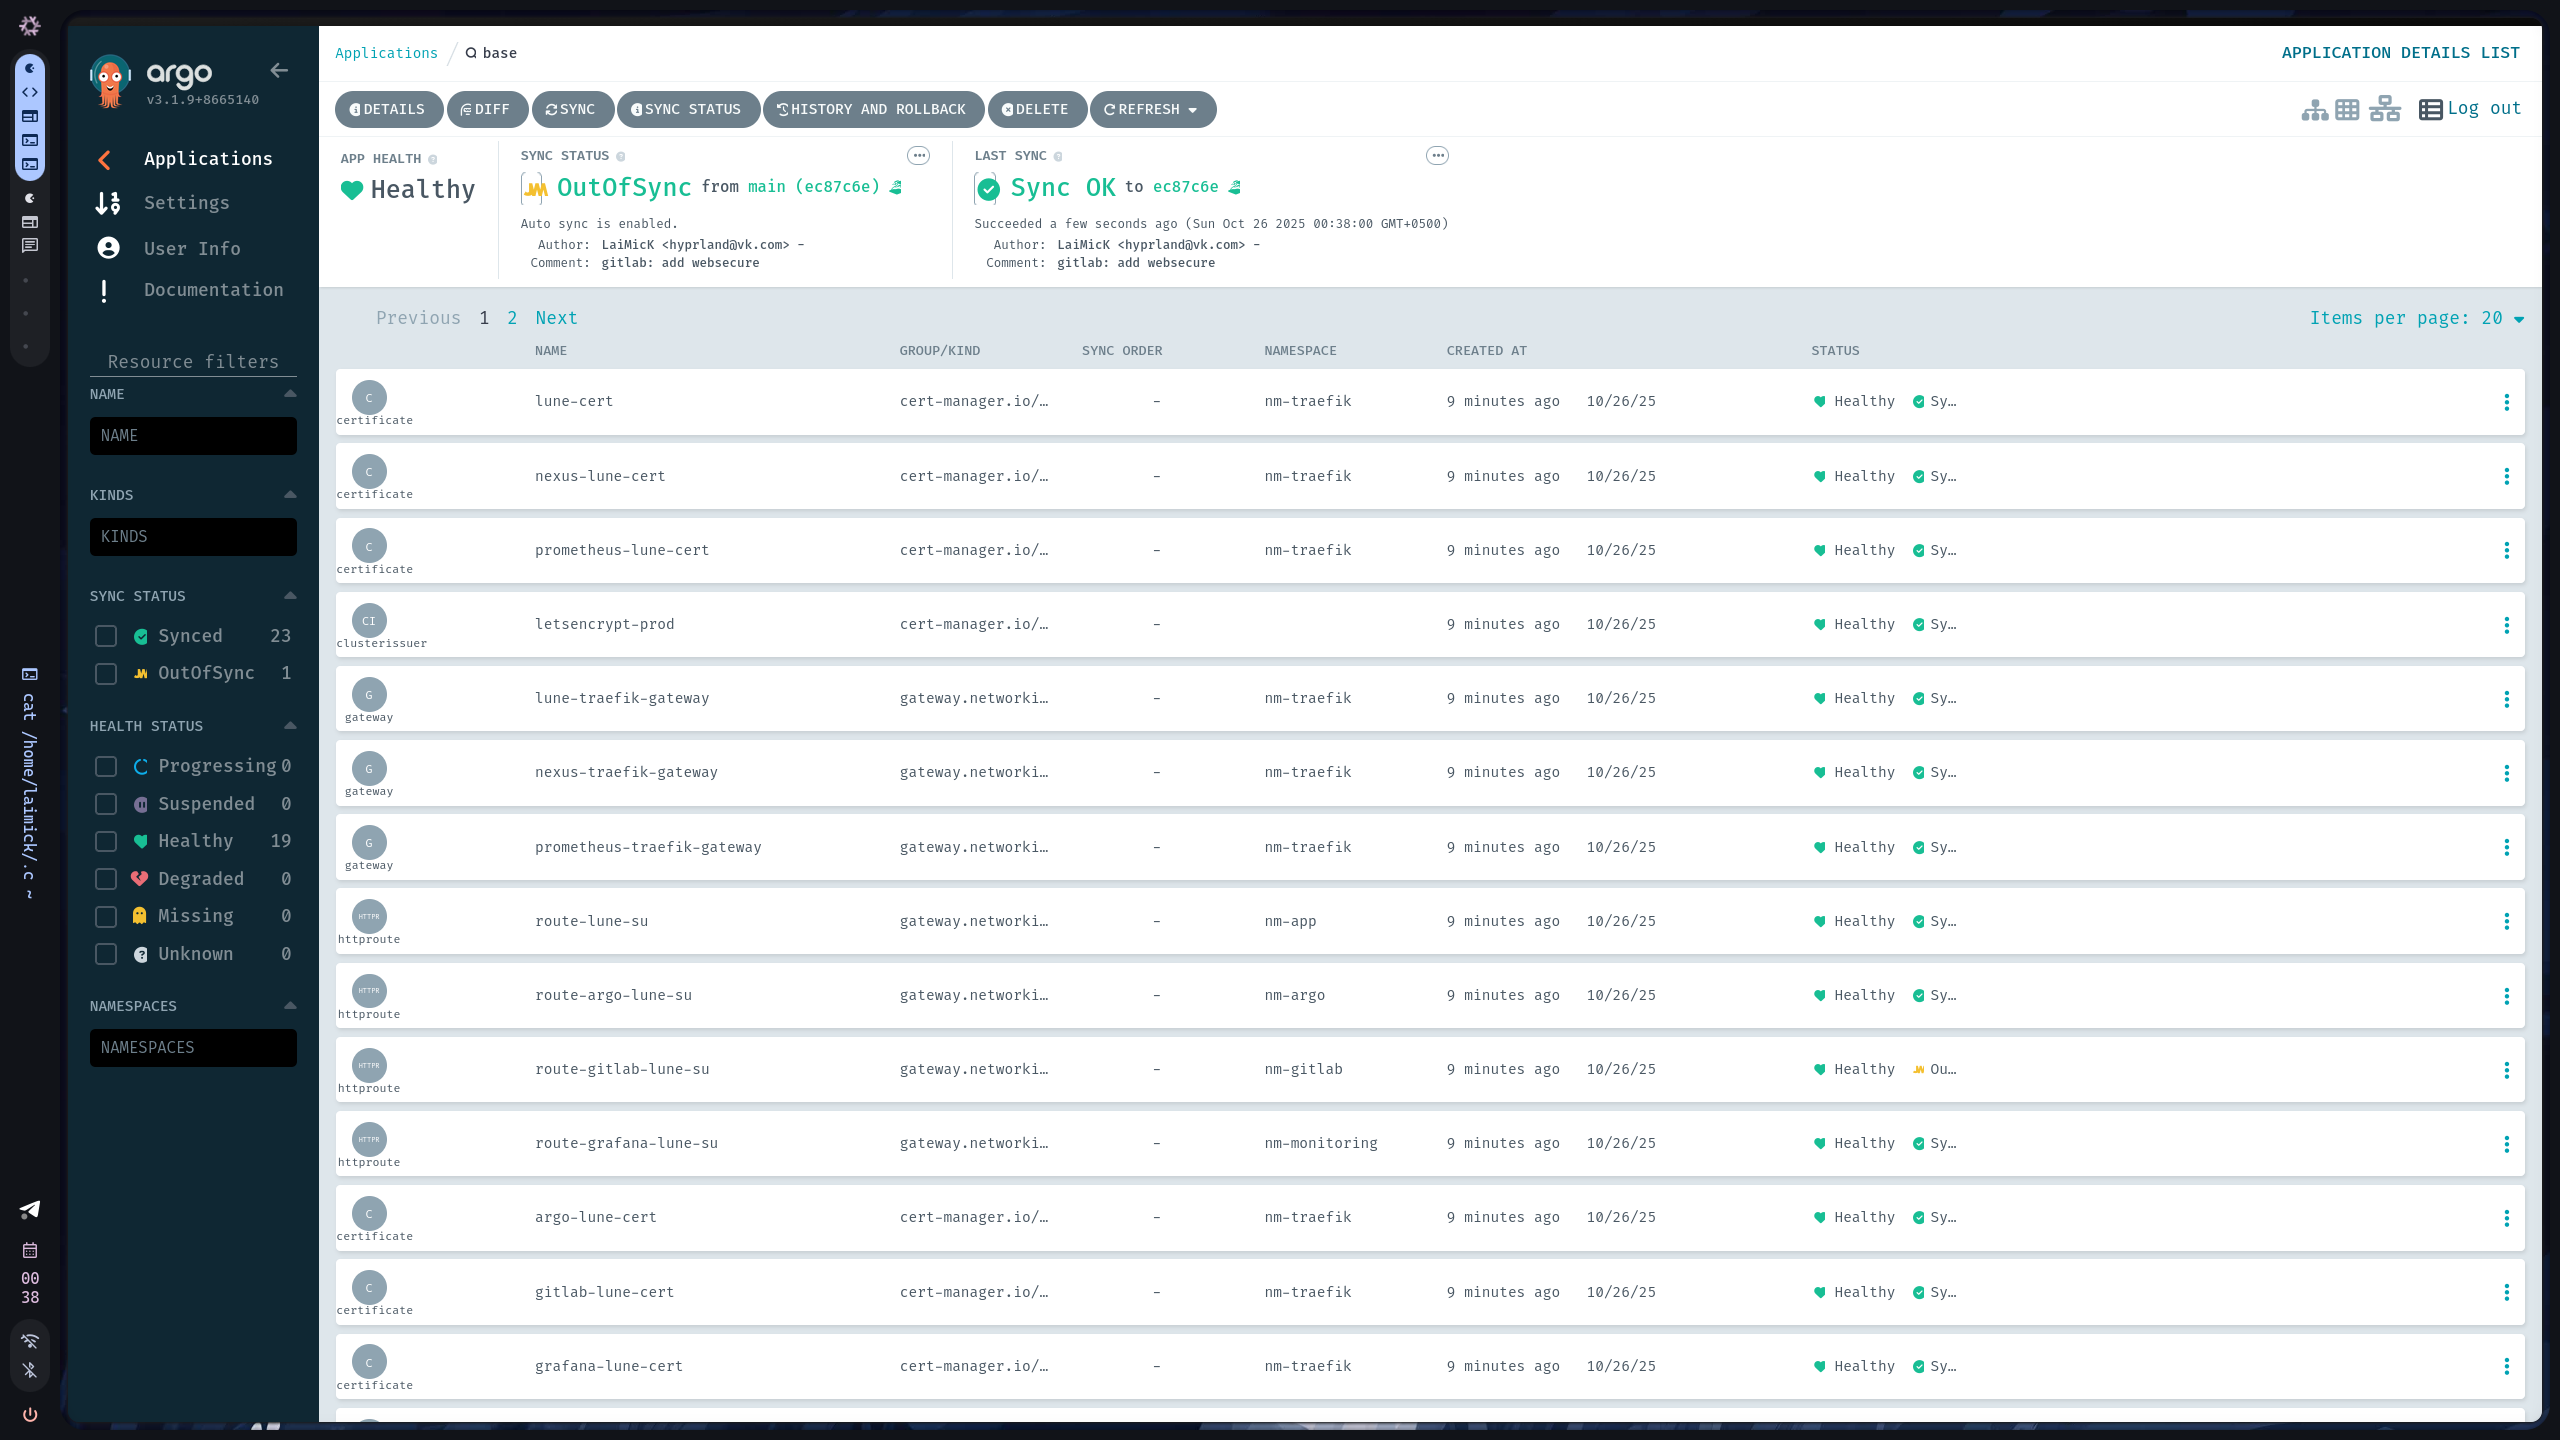 argo
v3.1.9+8665140
Applications
Settings
User Info
Documentation
Resource filters
NAME
NAME
KINDS
KINDS
SYNC STATUS
Synced 23
OutOfSync 1
HEALTH STATUS
Progressing 0
Suspended 0
Healthy 19
Degraded 0
Missing 0
Unknown 0
NAMESPACES
NAMESPACES
cat /home/laimick/.c ~
00
38
Applications / base
APPLICATION DETAILS LIST
DETAILS DIFF SYNC SYNC STATUS HISTORY AND ROLLBACK DELETE REFRESH
Log out
APP HEALTH
Healthy
SYNC STATUS
OutOfSync from main (ec87c6e)
Auto sync is enabled.
Author: LaiMicK <hyprland@vk.com> -
Comment: gitlab: add websecure
LAST SYNC
Sync OK to ec87c6e
Succeeded a few seconds ago (Sun Oct 26 2025 00:38:00 GMT+0500)
Author: LaiMicK <hyprland@vk.com> -
Comment: gitlab: add websecure
Previous 1 2 Next
Items per page: 20
NAME GROUP/KIND SYNC ORDER NAMESPACE CREATED AT STATUS
C certificate lune-cert cert-manager.io/… - nm-traefik 9 minutes ago 10/26/25 Healthy Sy…
C certificate nexus-lune-cert cert-manager.io/… - nm-traefik 9 minutes ago 10/26/25 Healthy Sy…
C certificate prometheus-lune-cert cert-manager.io/… - nm-traefik 9 minutes ago 10/26/25 Healthy Sy…
CI clusterissuer letsencrypt-prod cert-manager.io/… - 9 minutes ago 10/26/25 Healthy Sy…
G gateway lune-traefik-gateway gateway.networki… - nm-traefik 9 minutes ago 10/26/25 Healthy Sy…
G gateway nexus-traefik-gateway gateway.networki… - nm-traefik 9 minutes ago 10/26/25 Healthy Sy…
G gateway prometheus-traefik-gateway gateway.networki… - nm-traefik 9 minutes ago 10/26/25 Healthy Sy…
HTTPR httproute route-lune-su gateway.networki… - nm-app 9 minutes ago 10/26/25 Healthy Sy…
HTTPR httproute route-argo-lune-su gateway.networki… - nm-argo 9 minutes ago 10/26/25 Healthy Sy…
HTTPR httproute route-gitlab-lune-su gateway.networki… - nm-gitlab 9 minutes ago 10/26/25 Healthy Ou…
HTTPR httproute route-grafana-lune-su gateway.networki… - nm-monitoring 9 minutes ago 10/26/25 Healthy Sy…
C certificate argo-lune-cert cert-manager.io/… - nm-traefik 9 minutes ago 10/26/25 Healthy Sy…
C certificate gitlab-lune-cert cert-manager.io/… - nm-traefik 9 minutes ago 10/26/25 Healthy Sy…
C certificate grafana-lune-cert cert-manager.io/… - nm-traefik 9 minutes ago 10/26/25 Healthy Sy…